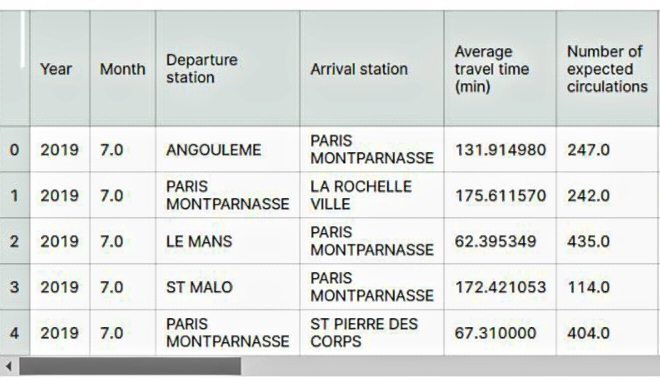 Year Month Departure station Arrival station Average travel time (min) Number of expected circulations
0 2019 7.0 ANGOULEME PARIS MONTPARNASSE 131.914980 247.0
1 2019 7.0 PARIS MONTPARNASSE LA ROCHELLE VILLE 175.611570 242.0
2 2019 7.0 LE MANS PARIS MONTPARNASSE 62.395349 435.0
3 2019 7.0 ST MALO PARIS MONTPARNASSE 172.421053 114.0
4 2019 7.0 PARIS MONTPARNASSE ST PIERRE DES CORPS 67.310000 404.0